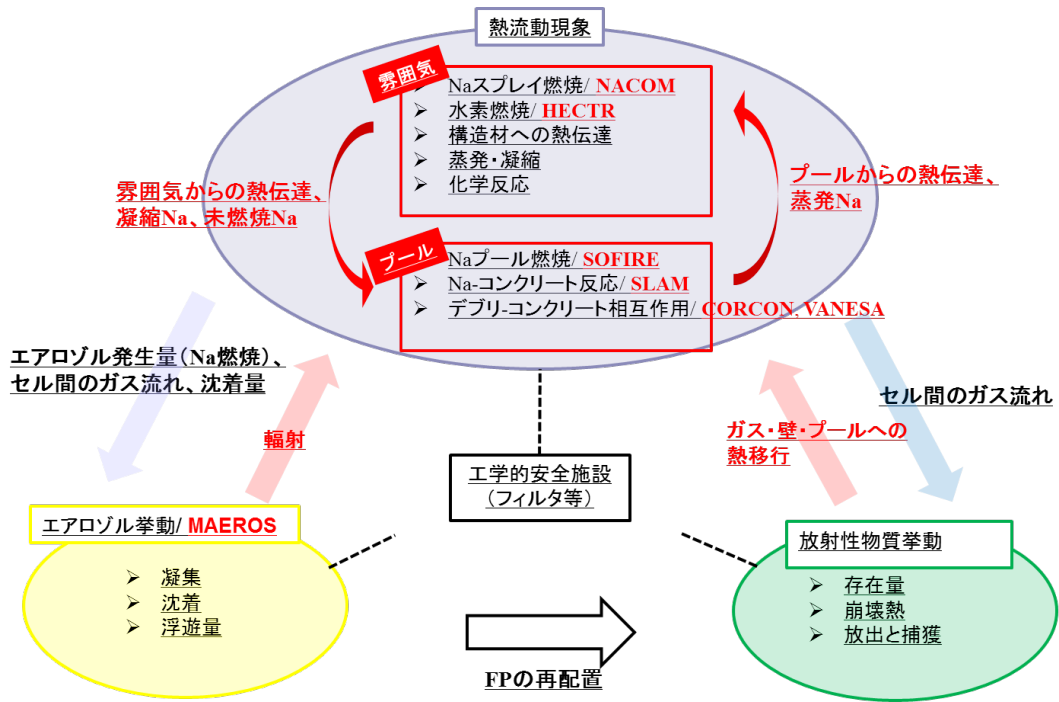 熱流動現象
雰囲気
Naスプレイ燃焼/ NACOM
水素燃焼/ HECTR
構造材への熱伝達
蒸発・凝縮
化学反応
雰囲気からの熱伝達、
凝縮Na、未燃焼Na
プールからの熱伝達、
蒸発Na
プール
Naプール燃焼/ SOFIRE
Na-コンクリート反応/ SLAM
デブリ-コンクリート相互作用/ CORCON, VANESA
エアロゾル発生量(Na燃焼)、
セル間のガス流れ、沈着量
輻射
セル間のガス流れ
ガス・壁・プールへの
熱移行
工学的安全施設
(フィルタ等)
エアロゾル挙動/ MAEROS
凝集
沈着
浮遊量
放射性物質挙動
存在量
崩壊熱
放出と捕獲
FPの再配置